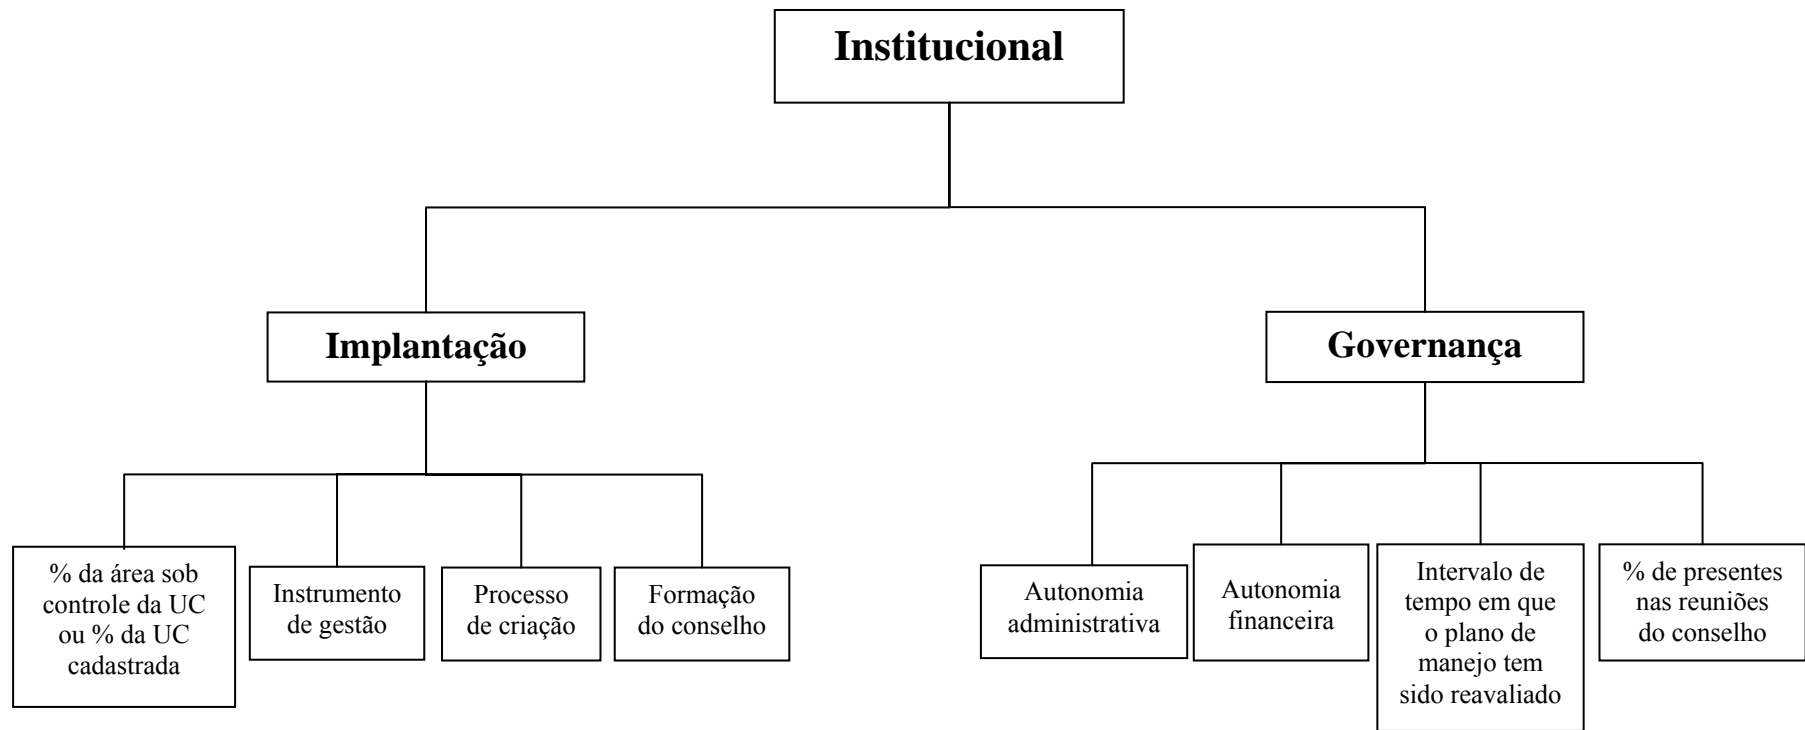 Institucional
Implantação
Governança
% da área sob
controle da UC
ou % da UC
cadastrada
Instrumento
de gestão
Processo
de criação
Formação
do conselho
Autonomia
administrativa
Autonomia
financeira
Intervalo de
tempo em que
o plano de
manejo tem
sido reavaliado
% de presentes
nas reuniões
do conselho